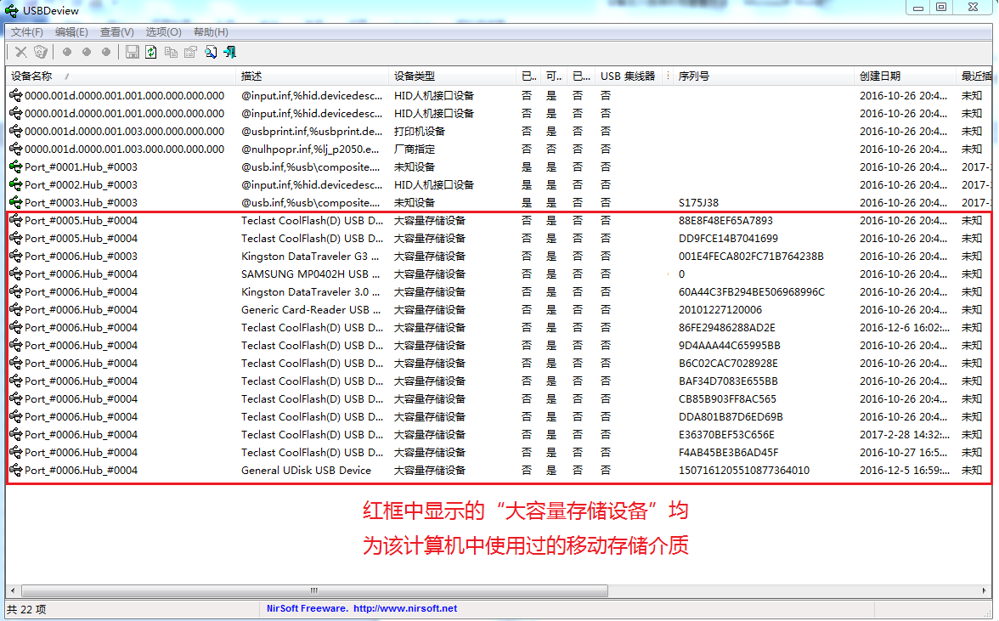 USBDeview
文件(F) 编辑(E) 查看(V) 选项(O) 帮助(H)
设备名称 / 描述 设备类型 已.. 可.. 已... USB 集线器 序列号 创建日期 最近插
0000.001d.0000.001.001.000.000.000.000 @input.inf,%hid.devicedesc... HID人机接口设备 否 是 否 否 2016-10-26 20:4... 未知
0000.001d.0000.001.001.000.000.000.000 @input.inf,%hid.devicedesc... HID人机接口设备 否 是 否 否 2016-10-26 20:4... 未知
0000.001d.0000.001.003.000.000.000.000 @usbprint.inf,%usbprint.de... 打印机设备 否 是 否 否 2016-10-26 20:4... 未知
0000.001d.0000.001.003.000.000.000.000 @nulhpopr.inf,%lj_p2050.e... 厂商指定 否 否 否 否 2016-10-26 20:4... 未知
Port_#0001.Hub_#0003 @usb.inf,%usb\composite.... 未知设备 是 是 否 否 2016-10-26 20:4... 2017-
Port_#0002.Hub_#0003 @input.inf,%hid.devicedesc... HID人机接口设备 是 是 否 否 2016-10-26 20:4... 2017-
Port_#0003.Hub_#0003 @usb.inf,%usb\composite.... 未知设备 是 是 否 否 S175J38 2016-10-26 20:4... 2017-
Port_#0005.Hub_#0004 Teclast CoolFlash(D) USB D... 大容量存储设备 否 是 否 否 88E8F48EF65A7893 2016-10-26 20:4... 未知
Port_#0005.Hub_#0004 Teclast CoolFlash(D) USB D... 大容量存储设备 否 是 否 否 DD9FCE14B7041699 2016-10-26 20:4... 未知
Port_#0006.Hub_#0003 Kingston DataTraveler G3 ... 大容量存储设备 否 是 否 否 001E4FECA802FC71B764238B 2016-10-26 20:4... 未知
Port_#0006.Hub_#0004 SAMSUNG MP0402H USB ... 大容量存储设备 否 是 否 否 0 2016-10-26 20:4... 未知
Port_#0006.Hub_#0004 Kingston DataTraveler 3.0 ... 大容量存储设备 否 是 否 否 60A44C3FB294BE506968996C 2016-10-26 20:4... 未知
Port_#0006.Hub_#0004 Generic Card-Reader USB ... 大容量存储设备 否 是 否 否 20101227120006 2016-10-26 20:4... 未知
Port_#0006.Hub_#0004 Teclast CoolFlash(D) USB D... 大容量存储设备 否 是 否 否 86FE29486288AD2E 2016-12-6 16:02:... 未知
Port_#0006.Hub_#0004 Teclast CoolFlash(D) USB D... 大容量存储设备 否 是 否 否 9D4AAA44C65995BB 2016-10-26 20:4... 未知
Port_#0006.Hub_#0004 Teclast CoolFlash(D) USB D... 大容量存储设备 否 是 否 否 B6C02CAC7028928E 2016-10-26 20:4... 未知
Port_#0006.Hub_#0004 Teclast CoolFlash(D) USB D... 大容量存储设备 否 是 否 否 BAF34D7083E655BB 2016-10-26 20:4... 未知
Port_#0006.Hub_#0004 Teclast CoolFlash(D) USB D... 大容量存储设备 否 是 否 否 CB85B903FF8AC565 2016-10-26 20:4... 未知
Port_#0006.Hub_#0004 Teclast CoolFlash(D) USB D... 大容量存储设备 否 是 否 否 DDA801B87D6ED69B 2016-10-26 20:4... 未知
Port_#0006.Hub_#0004 Teclast CoolFlash(D) USB D... 大容量存储设备 否 是 否 否 E36370BEF53C656E 2017-2-28 14:32:... 未知
Port_#0006.Hub_#0004 Teclast CoolFlash(D) USB D... 大容量存储设备 否 是 否 否 F4AB45BE3B6AD45F 2016-10-27 16:5... 未知
Port_#0006.Hub_#0004 General UDisk USB Device 大容量存储设备 否 是 否 否 1507161205510877364010 2016-12-5 16:59:... 未知
红框中显示的“大容量存储设备”均
为该计算机中使用过的移动存储介质
共 22 项 NirSoft Freeware. http://www.nirsoft.net